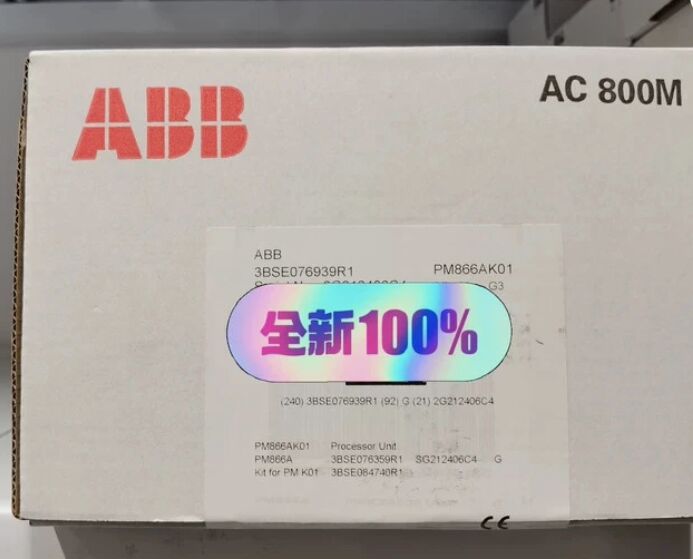 ABB
AC 800M
ABB
3BSE076939R1 PM866AK01
G3
全新100%
(240) 3BSE076939R1 (92) G (21) 2G212406C4
PM866AK01 Processor Unit
PM866A 3BSE076359R1 SG212406C4 G
Kit for PM K01 3BSE084740R1
CE